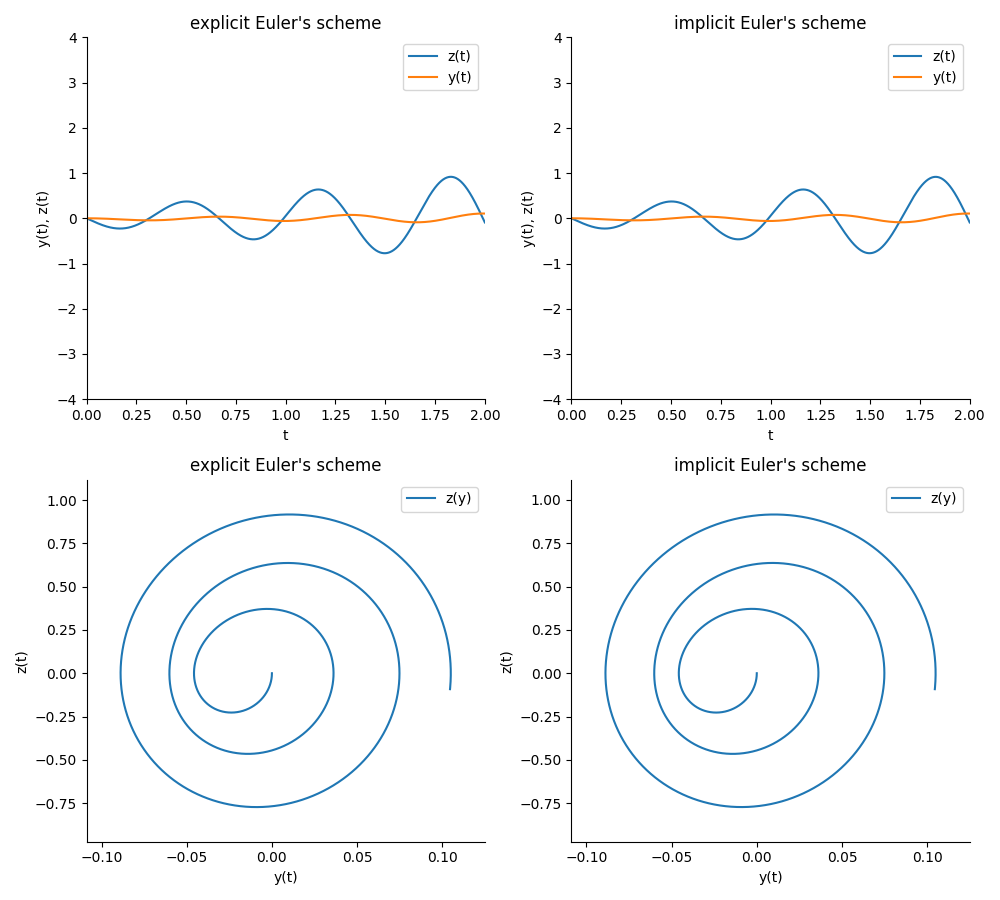 explicit Euler's scheme
4
3
2
1
0
−1
−2
−3
−4
y(t), z(t)
z(t)
y(t)
0.00 0.25 0.50 0.75 1.00 1.25 1.50 1.75 2.00
t
implicit Euler's scheme
4
3
2
1
0
−1
−2
−3
−4
y(t), z(t)
z(t)
y(t)
0.00 0.25 0.50 0.75 1.00 1.25 1.50 1.75 2.00
t
explicit Euler's scheme
1.00
0.75
0.50
0.25
0.00
−0.25
−0.50
−0.75
z(t)
z(y)
−0.10 −0.05 0.00 0.05 0.10
y(t)
implicit Euler's scheme
1.00
0.75
0.50
0.25
0.00
−0.25
−0.50
−0.75
z(t)
z(y)
−0.10 −0.05 0.00 0.05 0.10
y(t)